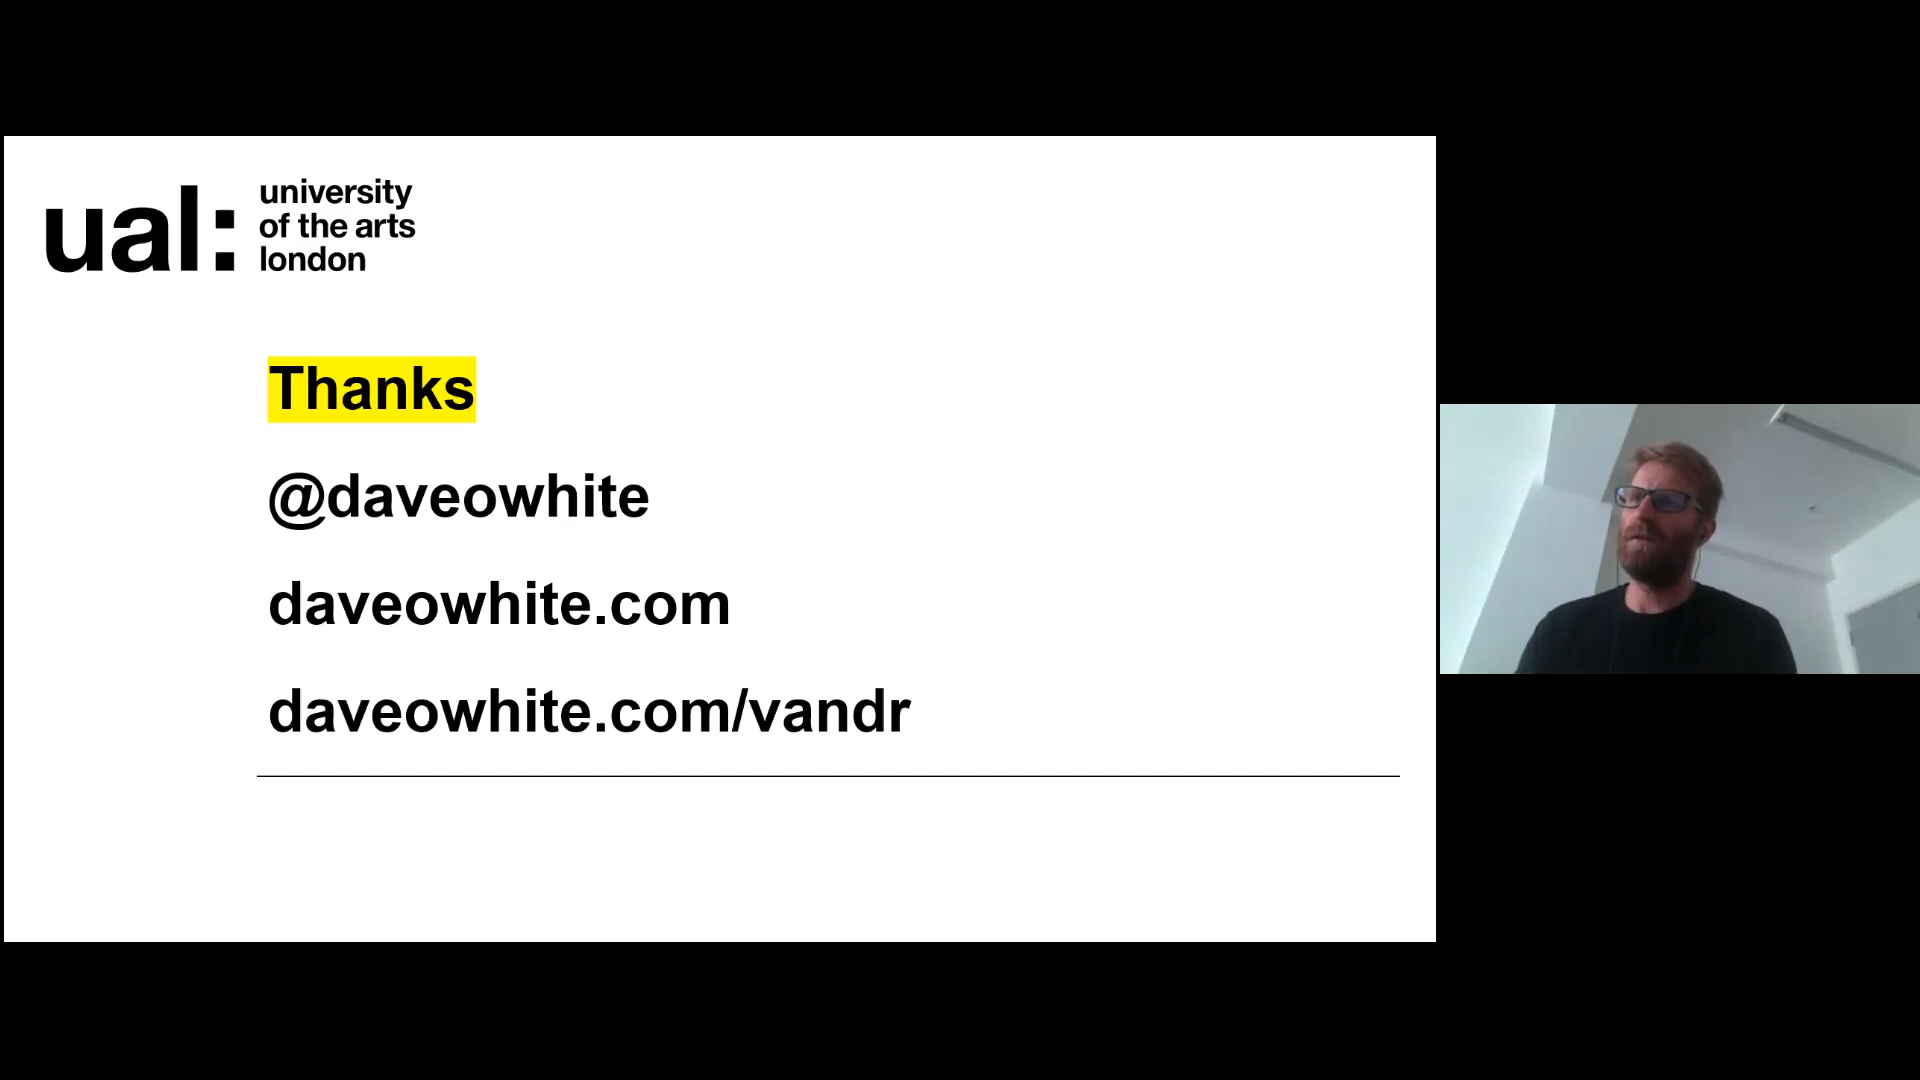 ual:
university
of the arts
london
Thanks
@daveowhite
daveowhite.com
daveowhite.com/vandr